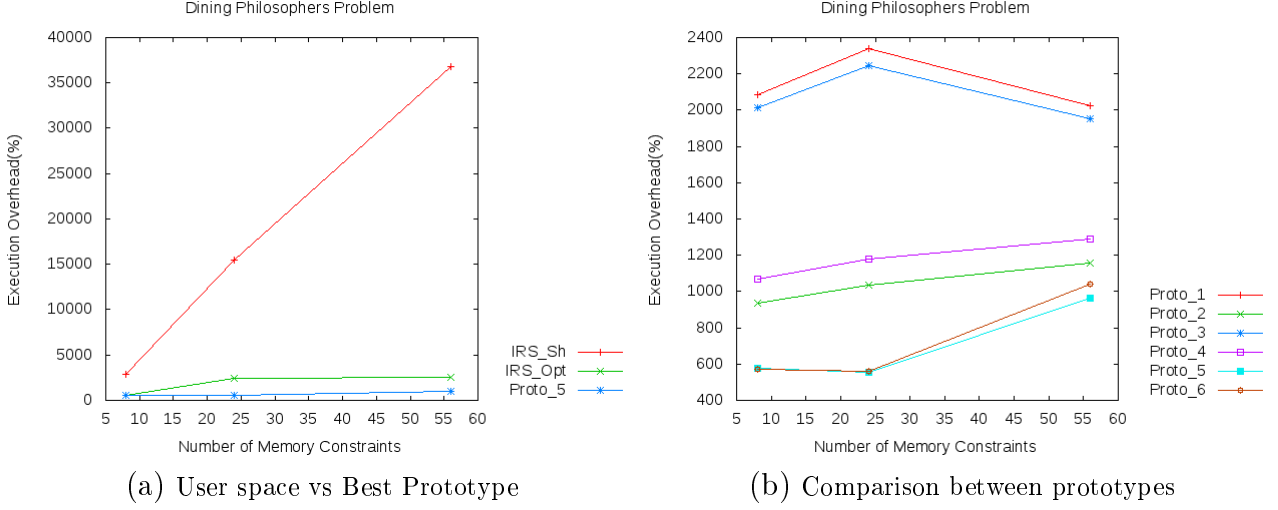 Dining Philosophers Problem
40000
35000
30000
25000
20000
15000
10000
5000
0
5 10 15 20 25 30 35 40 45 50 55 60
Execution Overhead(%)
Number of Memory Constraints
IRS_Sh
IRS_Opt
Proto_5
(a) User space vs Best Prototype
Dining Philosophers Problem
2400
2200
2000
1800
1600
1400
1200
1000
800
600
400
5 10 15 20 25 30 35 40 45 50 55 60
Execution Overhead(%)
Number of Memory Constraints
Proto_1
Proto_2
Proto_3
Proto_4
Proto_5
Proto_6
(b) Comparison between prototypes